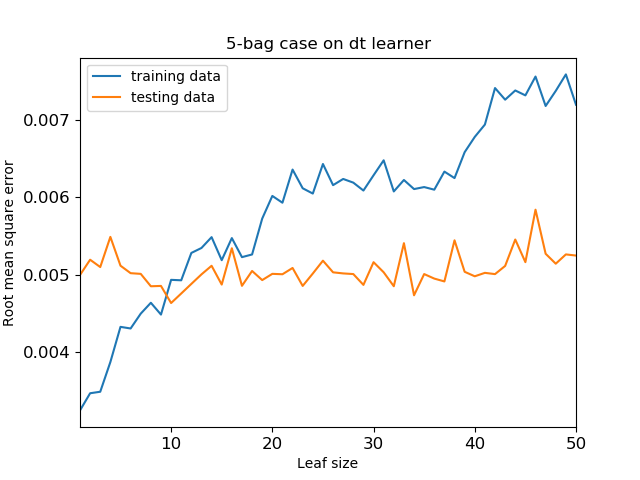 5-bag case on dt learner
training data
testing data
Root mean square error
0.007
0.006
0.005
0.004
10 20 30 40 50
Leaf size